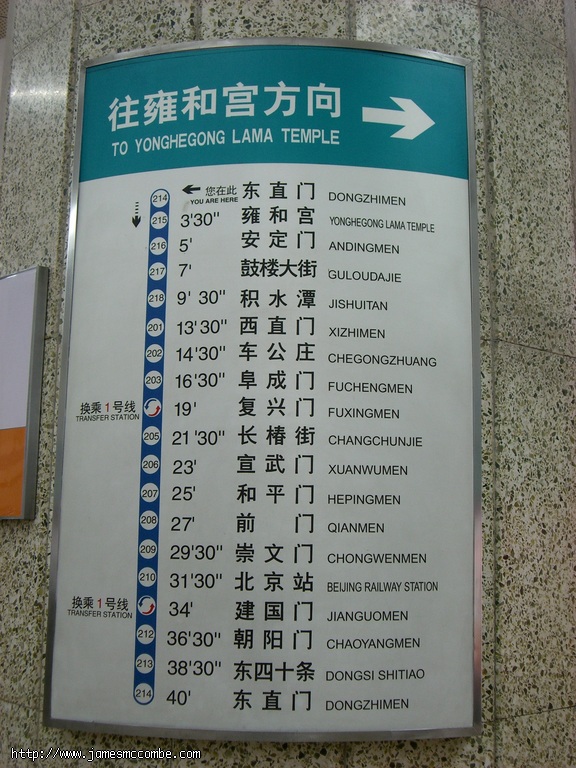 往雍和宫方向
TO YONGHEGONG LAMA TEMPLE
214 您在此 东直门 DONGZHIMEN
YOU ARE HERE
215 3'30" 雍和宫 YONGHEGONG LAMA TEMPLE
216 5' 安定门 ANDINGMEN
217 7' 鼓楼大街 GULOUDAJIE
218 9'30" 积水潭 JISHUITAN
201 13'30" 西直门 XIZHIMEN
202 14'30" 车公庄 CHEGONGZHUANG
203 16'30" 阜成门 FUCHENGMEN
换乘1号线 19' 复兴门 FUXINGMEN
TRANSFER STATION
205 21'30" 长椿街 CHANGCHUNJIE
206 23' 宣武门 XUANWUMEN
207 25' 和平门 HEPINGMEN
208 27' 前门 QIANMEN
209 29'30" 崇文门 CHONGWENMEN
210 31'30" 北京站 BEIJING RAILWAY STATION
换乘1号线 34' 建国门 JIANGUOMEN
TRANSFER STATION
212 36'30" 朝阳门 CHAOYANGMEN
213 38'30" 东四十条 DONGSI SHITIAO
214 40' 东直门 DONGZHIMEN
http://www.jamesmccombe.com